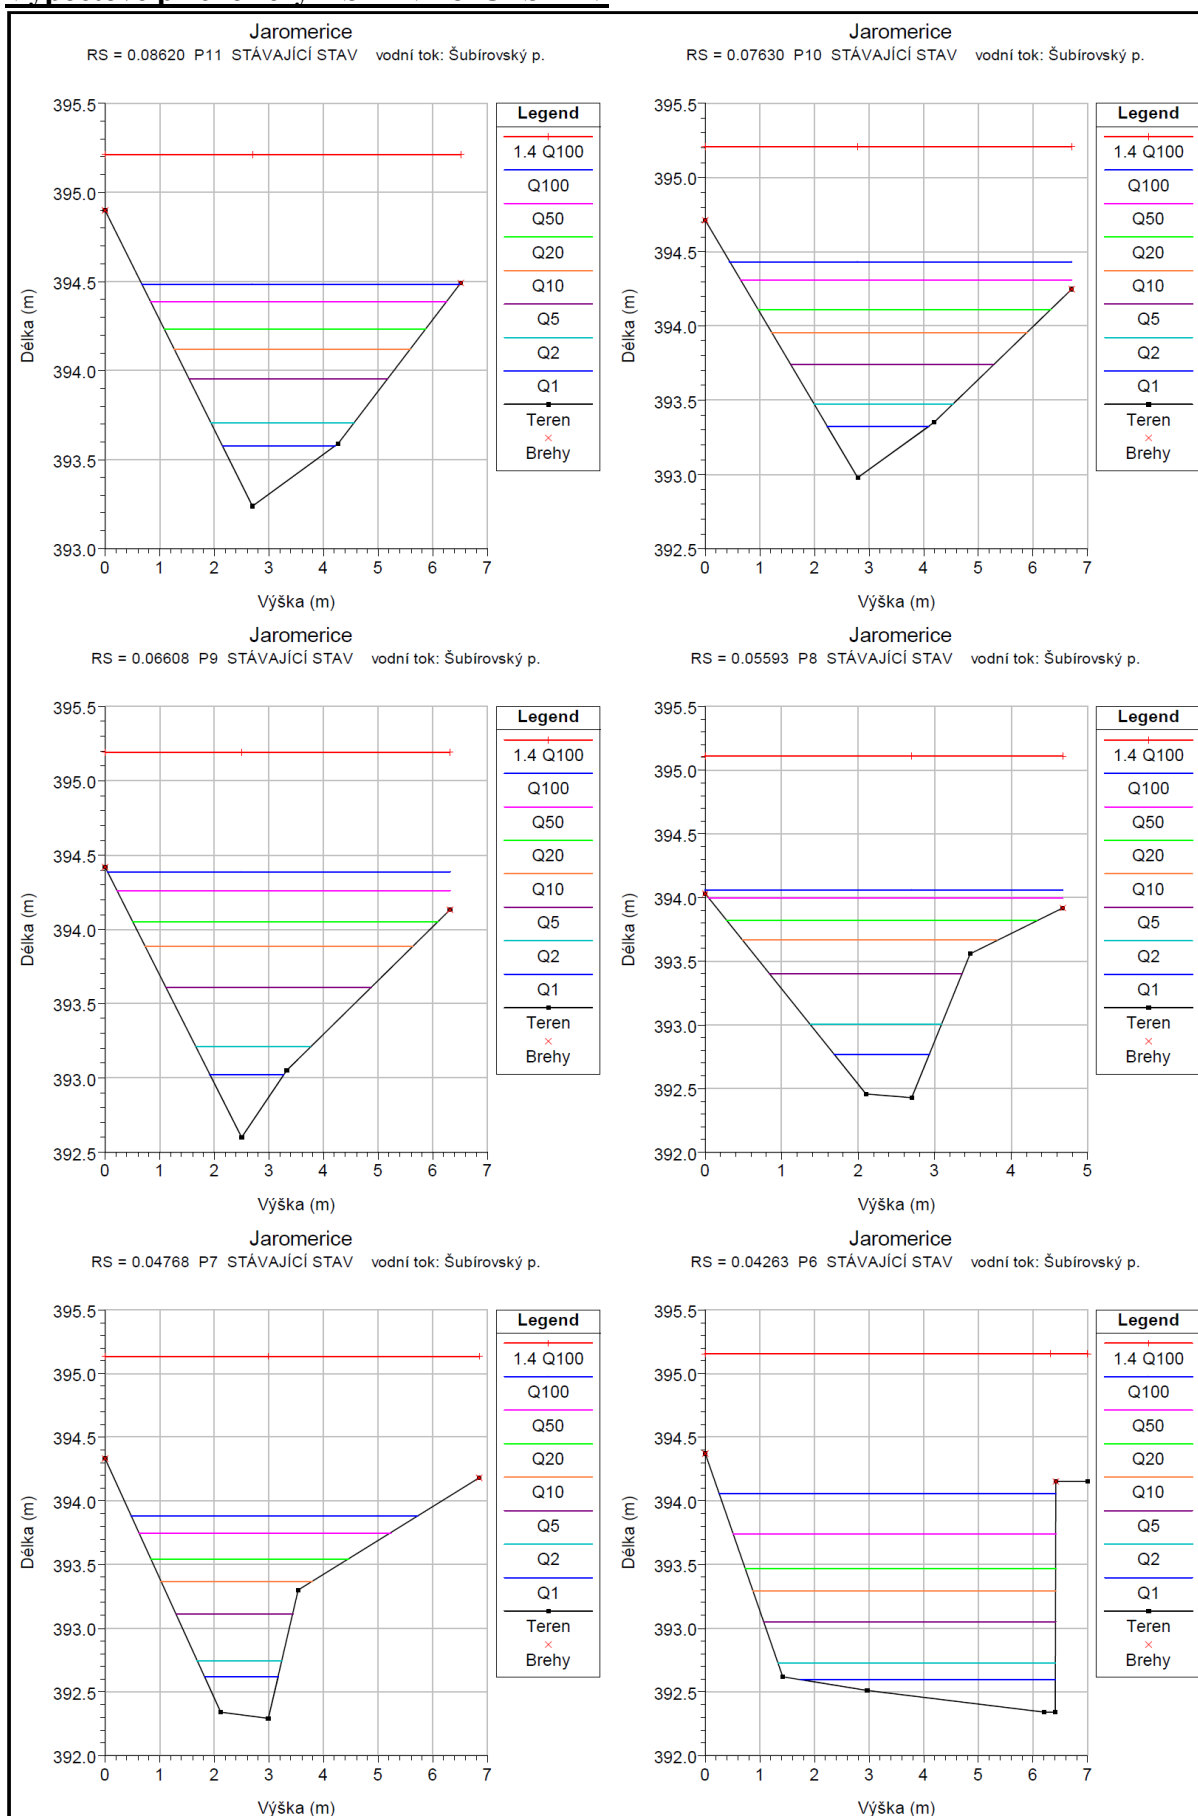 Jaromerice
RS = 0.08620 P11 STÁVAJÍCÍ STAV vodní tok: Šubírovský p.
395.5
395.0
394.5
394.0
393.5
393.0
0 1 2 3 4 5 6 7
Délka (m)
Výška (m)
Legend
1.4 Q100
Q100
Q50
Q20
Q10
Q5
Q2
Q1
Teren
Brehy
Jaromerice
RS = 0.07630 P10 STÁVAJÍCÍ STAV vodní tok: Šubírovský p.
395.5
395.0
394.5
394.0
393.5
393.0
392.5
0 1 2 3 4 5 6 7
Délka (m)
Výška (m)
Legend
1.4 Q100
Q100
Q50
Q20
Q10
Q5
Q2
Q1
Teren
Brehy
Jaromerice
RS = 0.06608 P9 STÁVAJÍCÍ STAV vodní tok: Šubírovský p.
395.5
395.0
394.5
394.0
393.5
393.0
392.5
0 1 2 3 4 5 6 7
Délka (m)
Výška (m)
Legend
1.4 Q100
Q100
Q50
Q20
Q10
Q5
Q2
Q1
Teren
Brehy
Jaromerice
RS = 0.05593 P8 STÁVAJÍCÍ STAV vodní tok: Šubírovský p.
395.5
395.0
394.5
394.0
393.5
393.0
392.5
392.0
0 1 2 3 4 5
Délka (m)
Výška (m)
Legend
1.4 Q100
Q100
Q50
Q20
Q10
Q5
Q2
Q1
Teren
Brehy
Jaromerice
RS = 0.04768 P7 STÁVAJÍCÍ STAV vodní tok: Šubírovský p.
395.5
395.0
394.5
394.0
393.5
393.0
392.5
392.0
0 1 2 3 4 5 6 7
Délka (m)
Výška (m)
Legend
1.4 Q100
Q100
Q50
Q20
Q10
Q5
Q2
Q1
Teren
Brehy
Jaromerice
RS = 0.04263 P6 STÁVAJÍCÍ STAV vodní tok: Šubírovský p.
395.5
395.0
394.5
394.0
393.5
393.0
392.5
392.0
0 1 2 3 4 5 6 7
Délka (m)
Výška (m)
Legend
1.4 Q100
Q100
Q50
Q20
Q10
Q5
Q2
Q1
Teren
Brehy